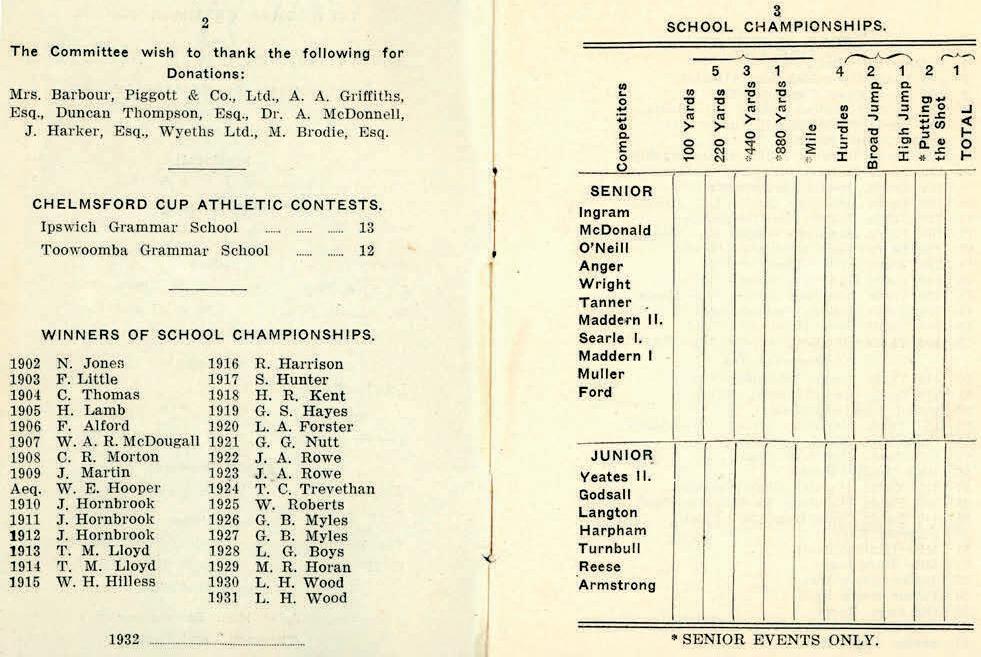 2
The Committee wish to thank the following for
Donations:
Mrs. Barbour, Piggott & Co., Ltd., A. A. Griffiths,
Esq., Duncan Thompson, Esq., Dr. A. McDonnell,
J. Harker, Esq., Wyeths Ltd., M. Brodie, Esq.
CHELMSFORD CUP ATHLETIC CONTESTS.
Ipswich Grammar School ...... ...... ...... 13
Toowoomba Grammar School ...... ...... 12
WINNERS OF SCHOOL CHAMPIONSHIPS.
1902 N. Jones
1903 F. Little
1904 C. Thomas
1905 H. Lamb
1906 F. Alford
1907 W. A. R. McDougall
1908 C. R. Morton
1909 J. Martin
Aeq. W. E. Hooper
1910 J. Hornbrook
1911 J. Hornbrook
1912 J. Hornbrook
1913 T. M. Lloyd
1914 T. M. Lloyd
1915 W. H. Hilless
1916 R. Harrison
1917 S. Hunter
1918 H. R. Kent
1919 G. S. Hayes
1920 L. A. Forster
1921 G. G. Nutt
1922 J. A. Rowe
1923 J. A. Rowe
1924 T. C. Trevethan
1925 W. Roberts
1926 G. B. Myles
1927 G. B. Myles
1928 L. G. Boys
1929 M. R. Horan
1930 L. H. Wood
1931 L. H. Wood
1932 ................................................
3
SCHOOL CHAMPIONSHIPS.
5 3 1 4 2 1 2 1
Competitors
100 Yards
220 Yards
*440 Yards
*880 Yards
*Mile
Hurdles
Broad Jump
High Jump
* Putting
the Shot
TOTAL
SENIOR
Ingram
McDonald
O'Neill
Anger
Wright
Tanner
Maddern II.
Searle I.
Maddern I
Muller
Ford
JUNIOR
Yeates II.
Godsall
Langton
Harpham
Turnbull
Reese
Armstrong
* SENIOR EVENTS ONLY.